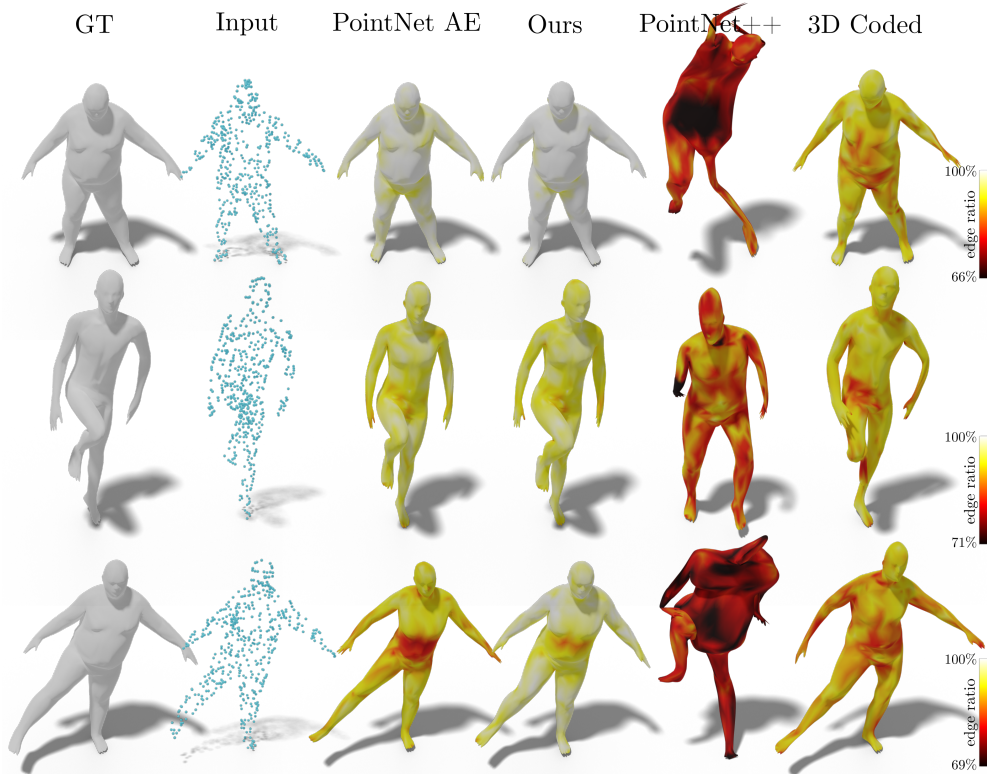 GT Input PointNet AE Ours PointNet++ 3D Coded
100%
edge ratio
66%
100%
edge ratio
71%
100%
edge ratio
69%